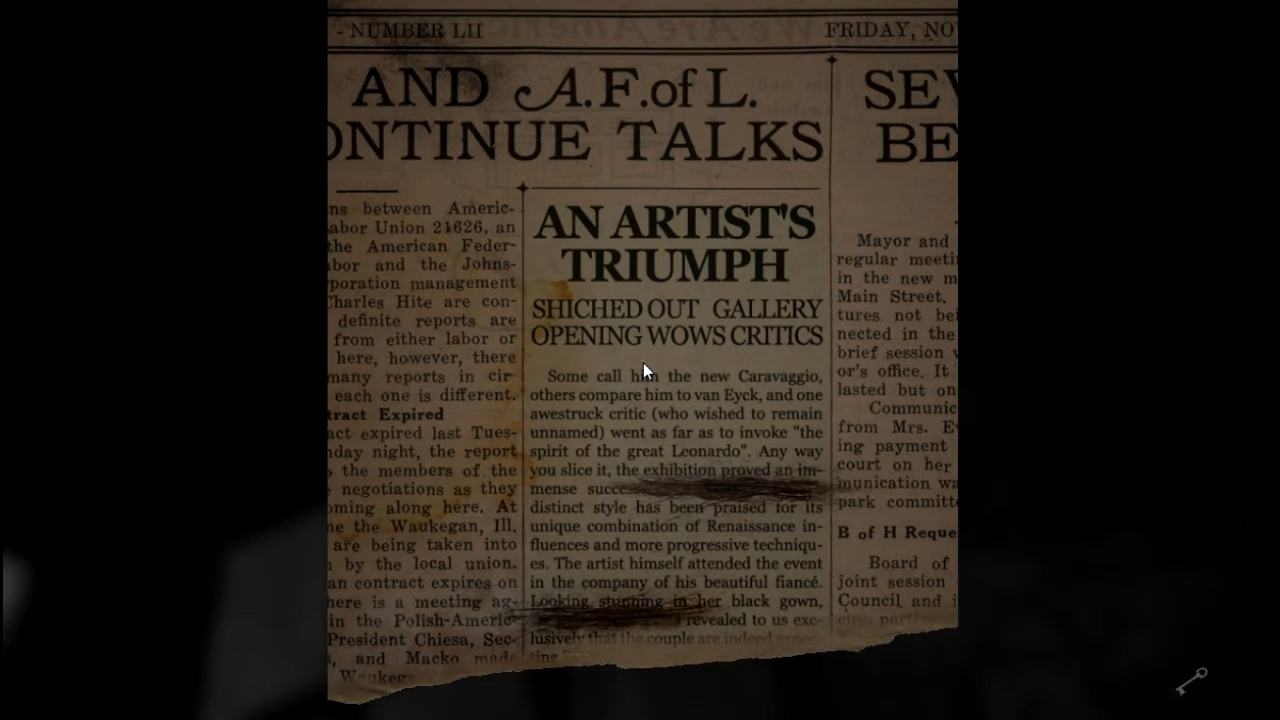 - NUMBER LII
FRIDAY, NO
AND A.F.of L.
ONTINUE TALKS
SEV
BE
ns between Americ-
abor Union 21626, an
the American Feder-
bor and the Johns-
poration management
Charles Hite are con-
definite reports are
from either labor or
here, however, there
many reports in cir-
each one is different.
tract Expired
act expired last Tues-
day night, the report
the members of the
negotiations as they
oming along here. At
me the Waukegan, Ill.
are being taken into
by the local union.
an contract expires on
here is a meeting ag-
in the Polish-Americ-
President Chiesa, Sec-
s, and Macko made
Waukeg
AN ARTIST'S
TRIUMPH
SHICHED OUT GALLERY
OPENING WOWS CRITICS
Some call him the new Caravaggio,
others compare him to van Eyck, and one
awestruck critic (who wished to remain
unnamed) went as far as to invoke "the
spirit of the great Leonardo". Any way
you slice it, the exhibition proved an im-
mense success
distinct style has been praised for its
unique combination of Renaissance in-
fluences and more progressive techniqu-
es. The artist himself attended the event
in the company of his beautiful fiancé.
Looking stunning in her black gown,
revealed to us exc-
lusively that the couple are indeed expec-
ting
Mayor and
regular meeti
in the new m
Main Street.
tures not bei
nected in the
brief session
or's office. It
lasted but on
Communic
from Mrs. Ev
ing payment
court on her
munication wa
park committe
B of H Reque
Board of
joint session
Council and i